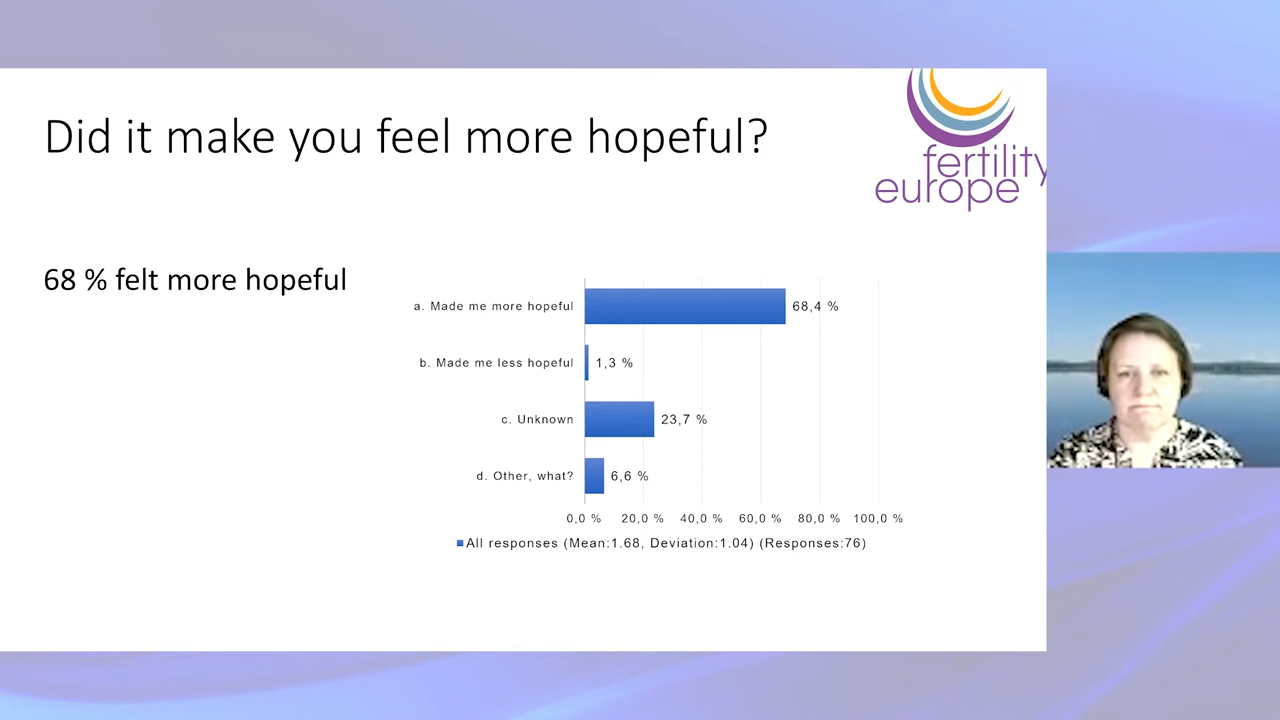 Did it make you feel more hopeful?
fertility
europe
68 % felt more hopeful
a. Made me more hopeful 68,4 %
b. Made me less hopeful 1,3 %
c. Unknown 23,7 %
d. Other, what? 6,6 %
0,0 % 20,0 % 40,0 % 60,0 % 80,0 % 100,0 %
All responses (Mean:1.68, Deviation:1.04) (Responses:76)